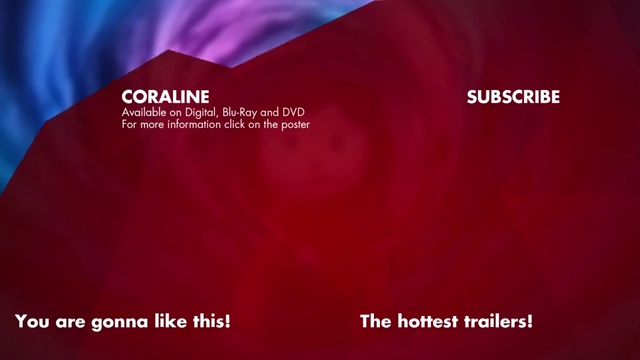 CORALINE
Available on Digital, Blu-Ray and DVD
For more information click on the poster
SUBSCRIBE
You are gonna like this!
The hottest trailers!